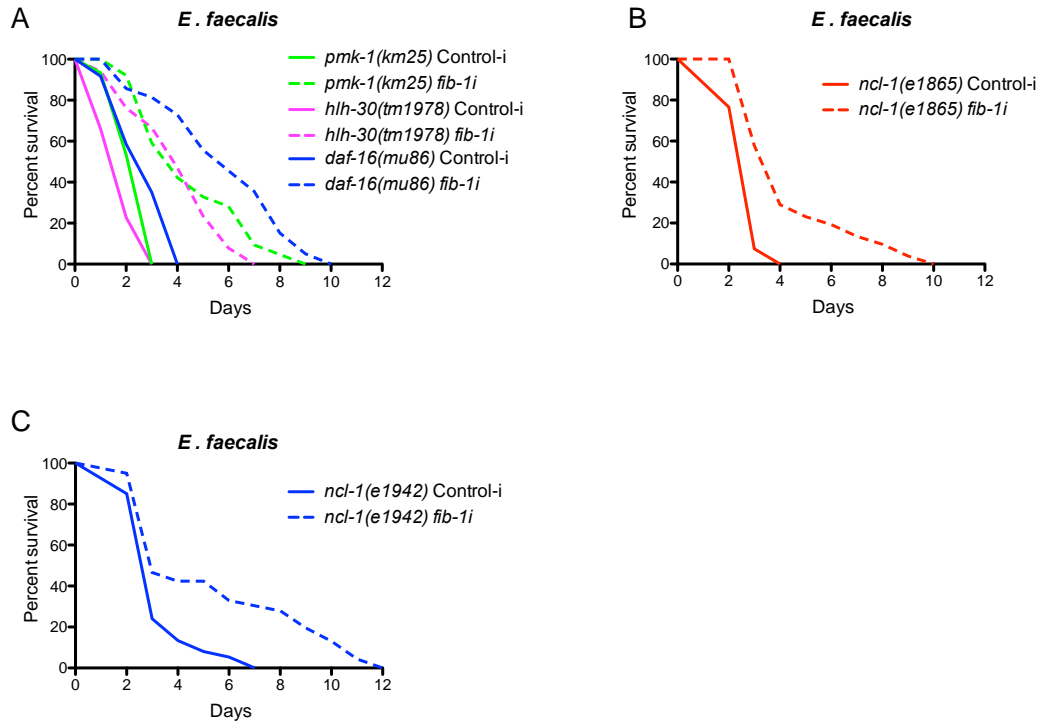 A
E . faecalis
pmk-1(km25) Control-i
pmk-1(km25) fib-1i
hlh-30(tm1978) Control-i
hlh-30(tm1978) fib-1i
daf-16(mu86) Control-i
daf-16(mu86) fib-1i
Percent survival
100
80
60
40
20
0
0 2 4 6 8 10 12
Days
B
E . faecalis
ncl-1(e1865) Control-i
ncl-1(e1865) fib-1i
Percent survival
100
80
60
40
20
0
0 2 4 6 8 10 12
Days
C
E . faecalis
ncl-1(e1942) Control-i
ncl-1(e1942) fib-1i
Percent survival
100
80
60
40
20
0
0 2 4 6 8 10 12
Days